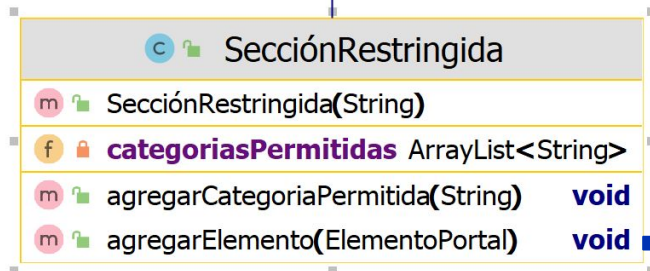 SecciónRestringida
SecciónRestringida(String)
categoriasPermitidas ArrayList<String>
agregarCategoriaPermitida(String) void
agregarElemento(ElementoPortal) void